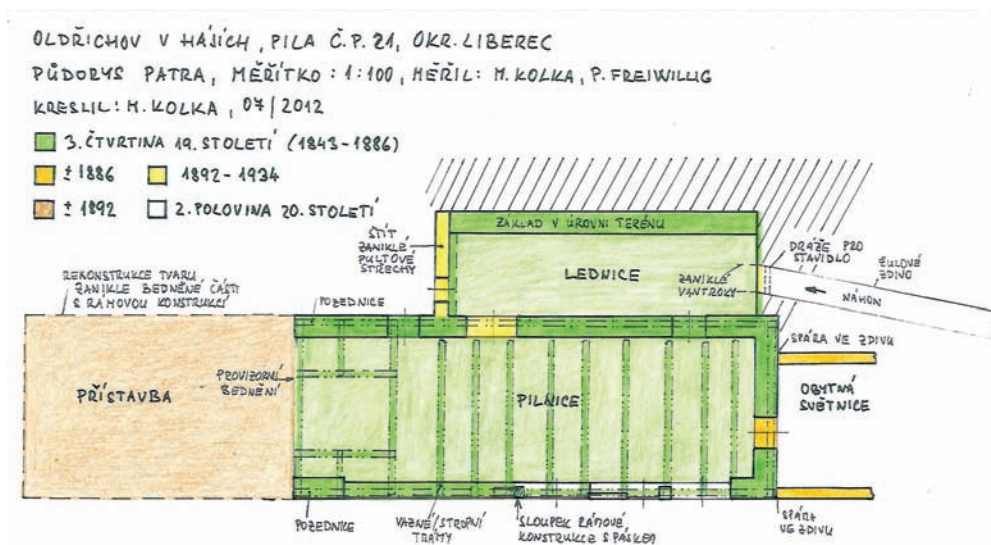 OLDŘICHOV V HÁJÍCH, PILA Č.P. 21, OKR. LIBEREC
PŮDORYS PATRA, MĚŘÍTKO: 1:100, MĚŘIL: M. KOLKA, P. FREIWILLIG
KRESLIL: M. KOLKA, 07/2012
3. ČTVRTINA 19. STOLETÍ (1843-1886)
± 1886
1892-1934
± 1892
2. POLOVINA 20. STOLETÍ
ZÁKLAD V ÚROVNI TERÉNU
ŠTÍT
ZANIKLÉ
PULTOVÉ
STŘECHY
LEDNICE
ZANIKLÉ
VANTROKY
DRÁŽE PRO
STAVIDLO
ŽULOVÉ
ZDIVO
NÁHON
REKONSTRUKCE TVARU
ZANIKLÉ BEDNĚNÉ ČÁSTI
S RÁMOVOU KONSTRUKCÍ
POZEDNICE
SPÁRA VE ZDIVU
PŘÍSTAVBA
PROVIZORNÍ
BEDNĚNÍ
PILNICE
OBYTNÁ
SVĚTNICE
POZEDNICE
VAZNÉ/STROPNÍ
TRÁMY
SLOUPEK RÁMOVÉ
KONSTRUKCE S PÁSKEM
SPÁRA
VE ZDIVU